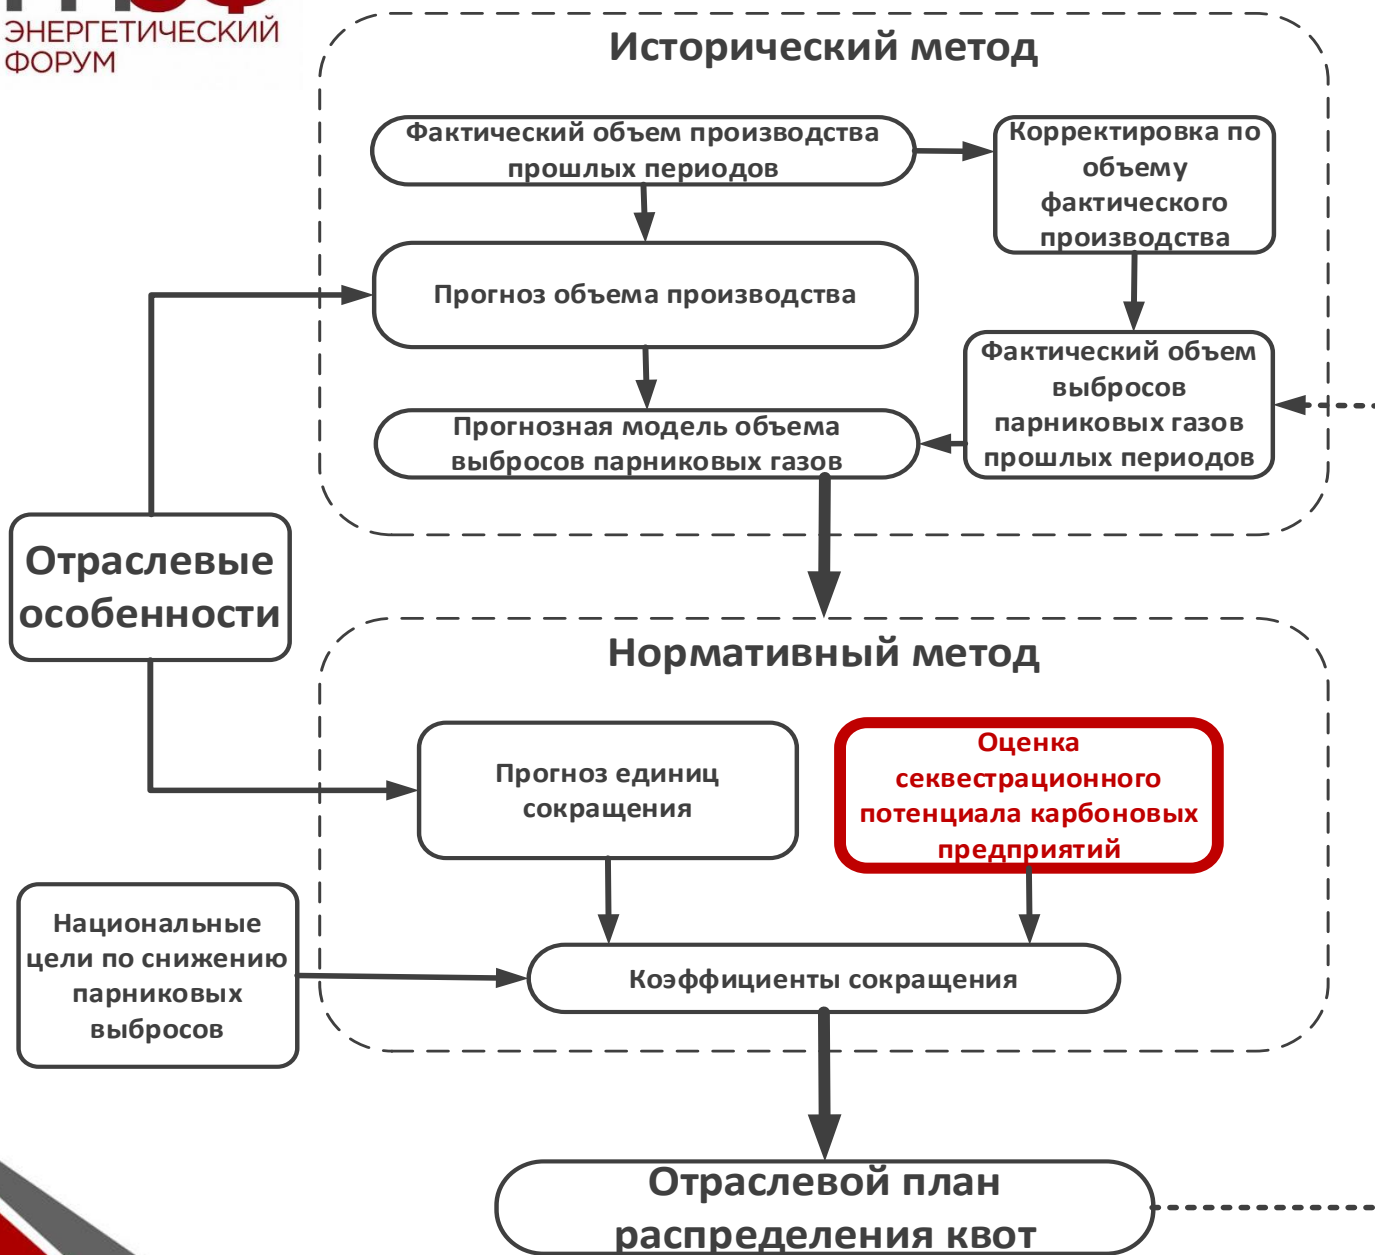 ЭНЕРГЕТИЧЕСКИЙ
ФОРУМ
Исторический метод
Фактический объем производства
прошлых периодов
Корректировка по
объему
фактического
производства
Прогноз объема производства
Фактический объем
выбросов
парниковых газов
прошлых периодов
Прогнозная модель объема
выбросов парниковых газов
Отраслевые
особенности
Нормативный метод
Прогноз единиц
сокращения
Оценка
секвестрационного
потенциала карбоновых
предприятий
Национальные
цели по снижению
парниковых
выбросов
Коэффициенты сокращения
Отраслевой план
распределения квот